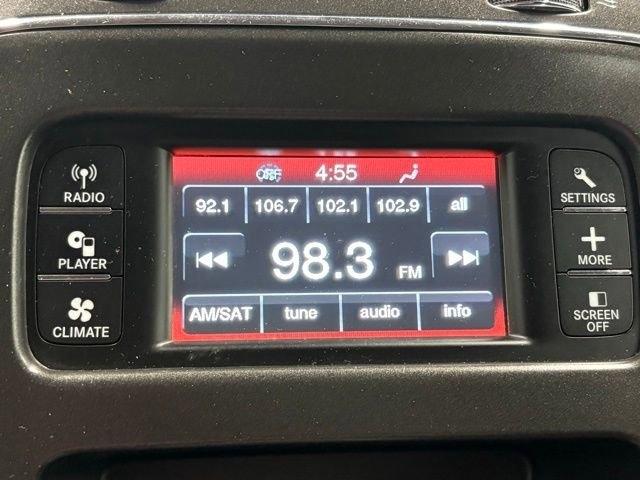 OFF 4:55
92.1 106.7 102.1 102.9 all
98.3 FM
AM/SAT tune audio info
RADIO
PLAYER
CLIMATE
SETTINGS
MORE
SCREEN
OFF